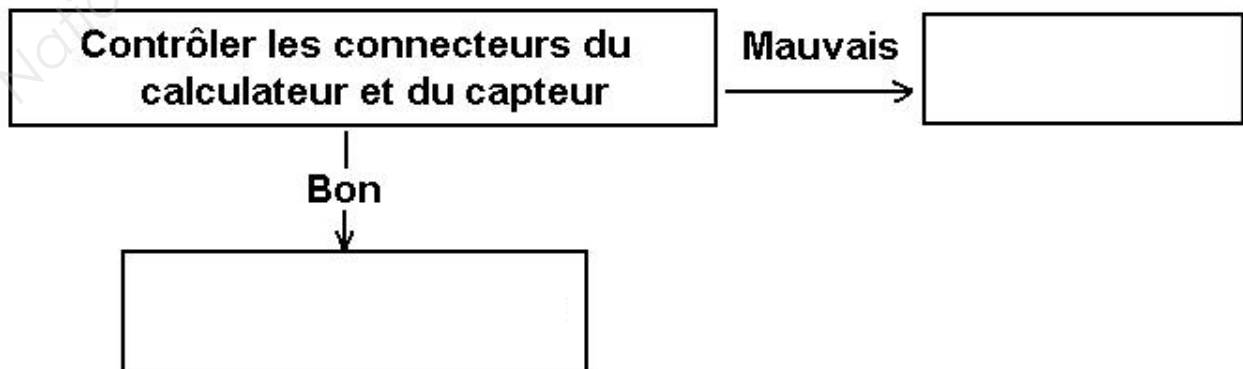 Contrôler les connecteurs du
calculateur et du capteur
Mauvais
Bon